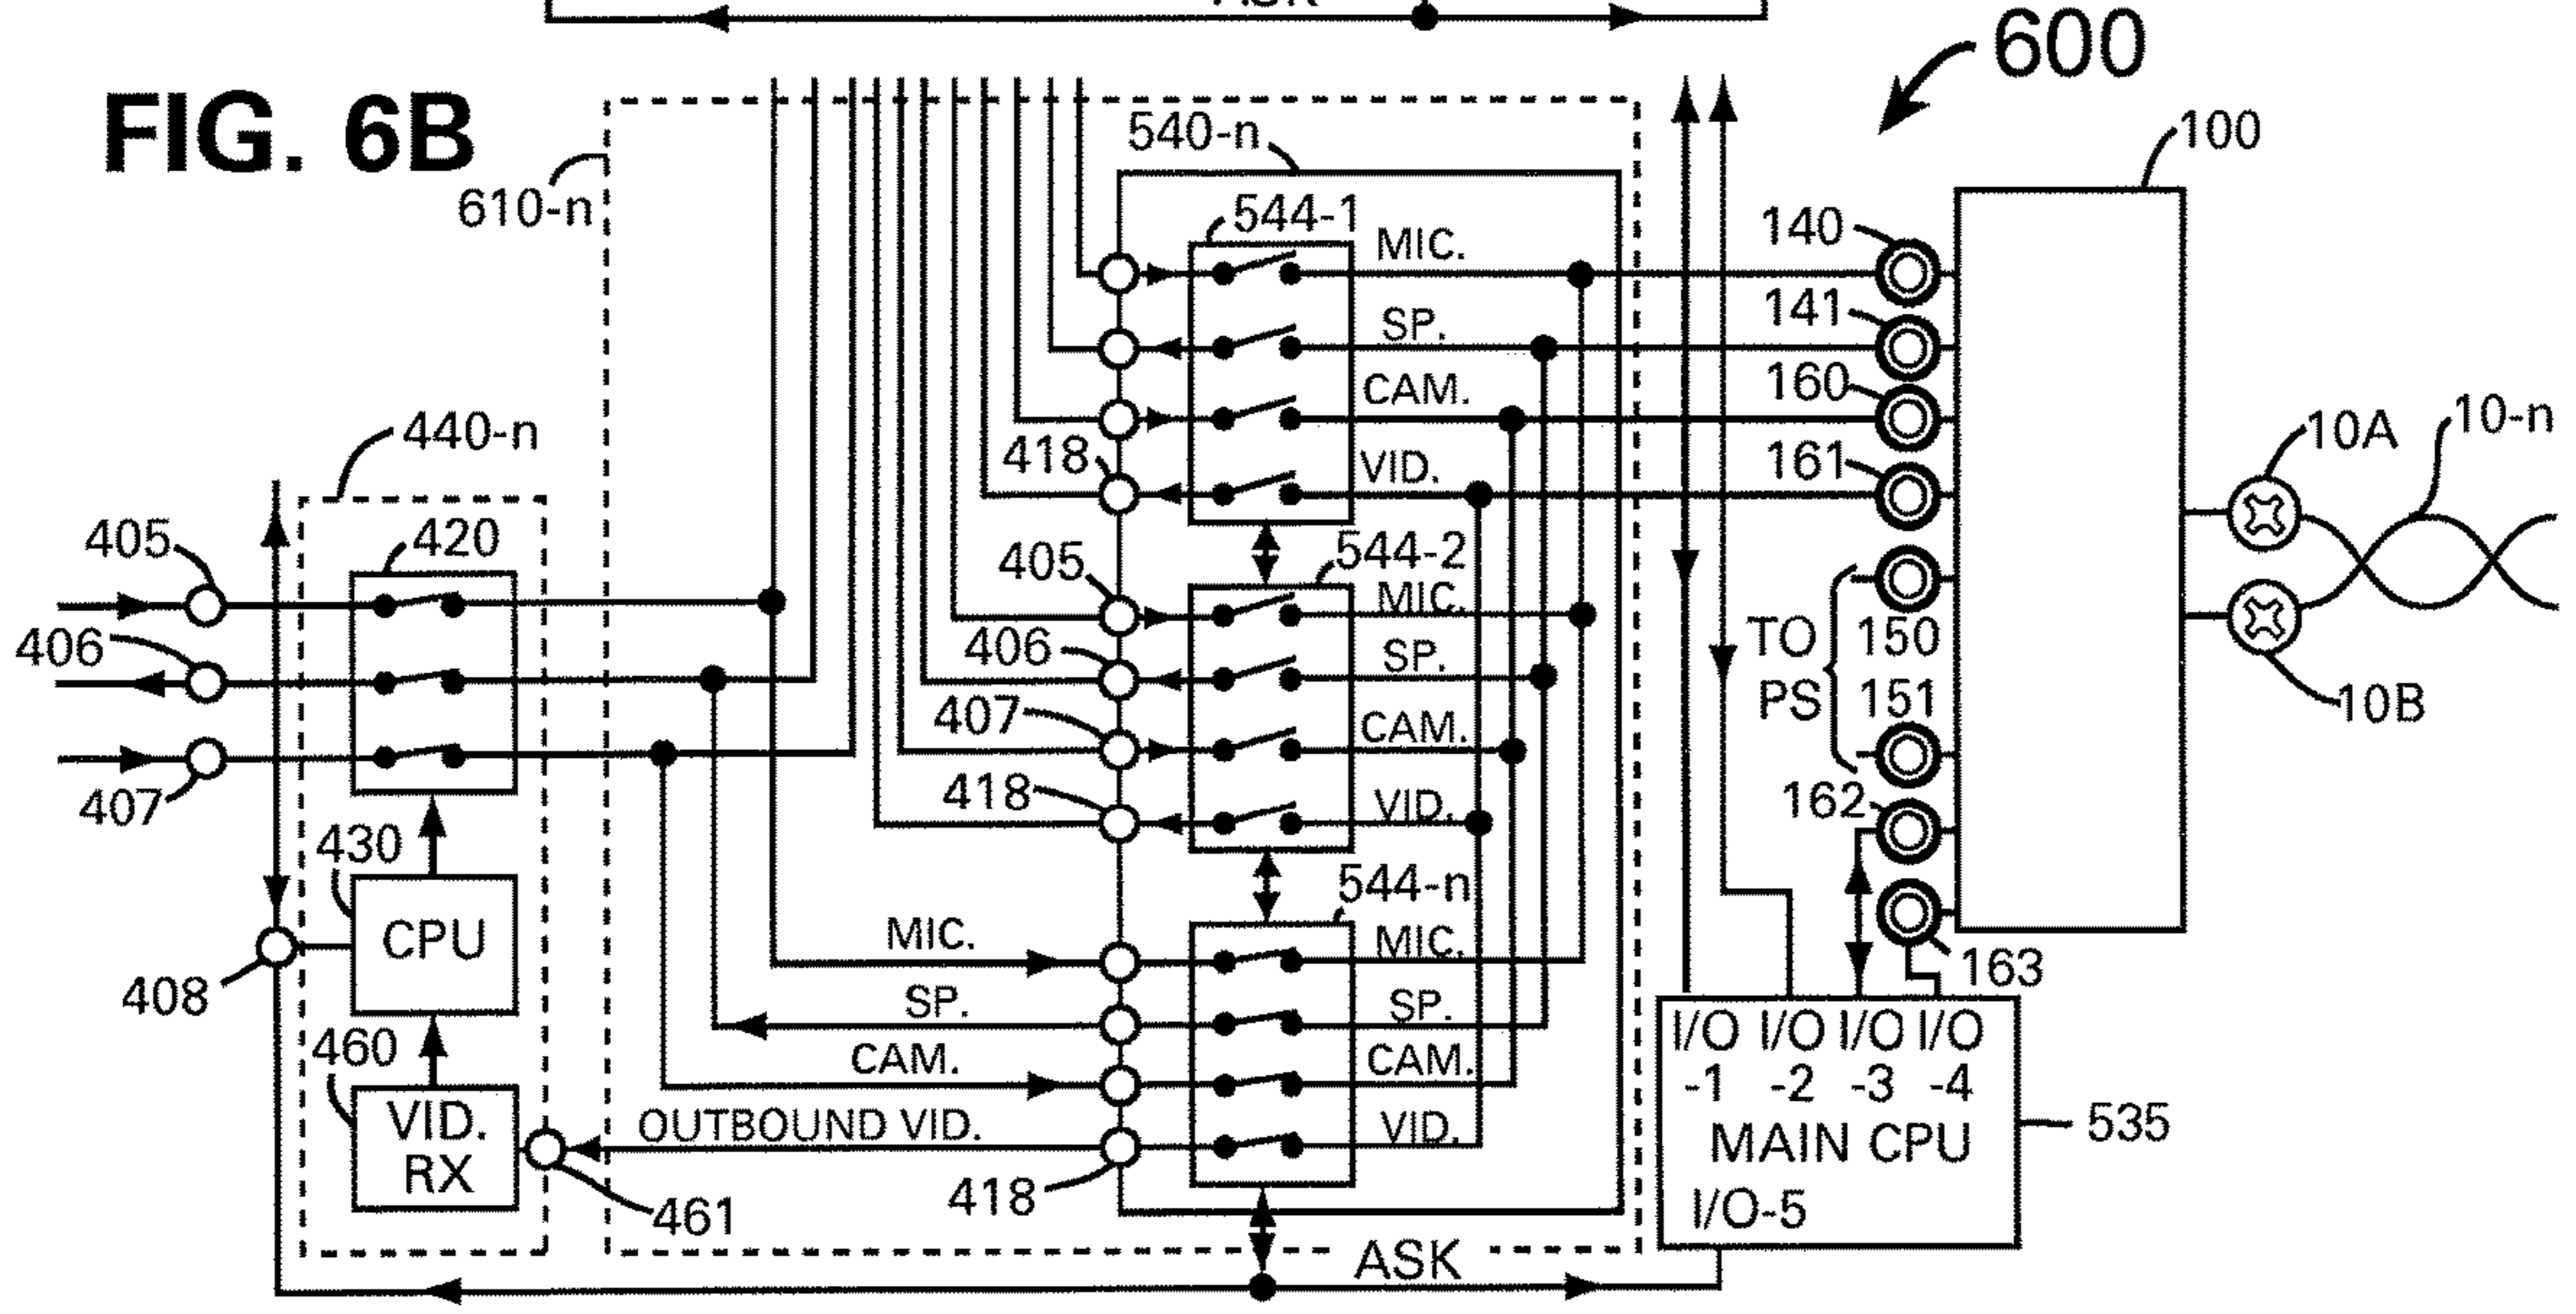 ASK
600
FIG. 6B
610-n
540-n
100
544-1
MIC.
140
SP.
141
CAM.
160
418
VID.
161
10A
10-n
440-n
405
420
405
544-2
MIC.
406
406
SP.
TO PS
150
407
CAM.
151
10B
407
418
VID.
162
430
CPU
544-n
MIC.
MIC.
163
408
SP.
SP.
I/O I/O I/O I/O
-1 -2 -3 -4
460
CAM.
CAM.
VID.
RX
OUTBOUND VID.
VID.
MAIN CPU
535
418
461
I/O-5
ASK